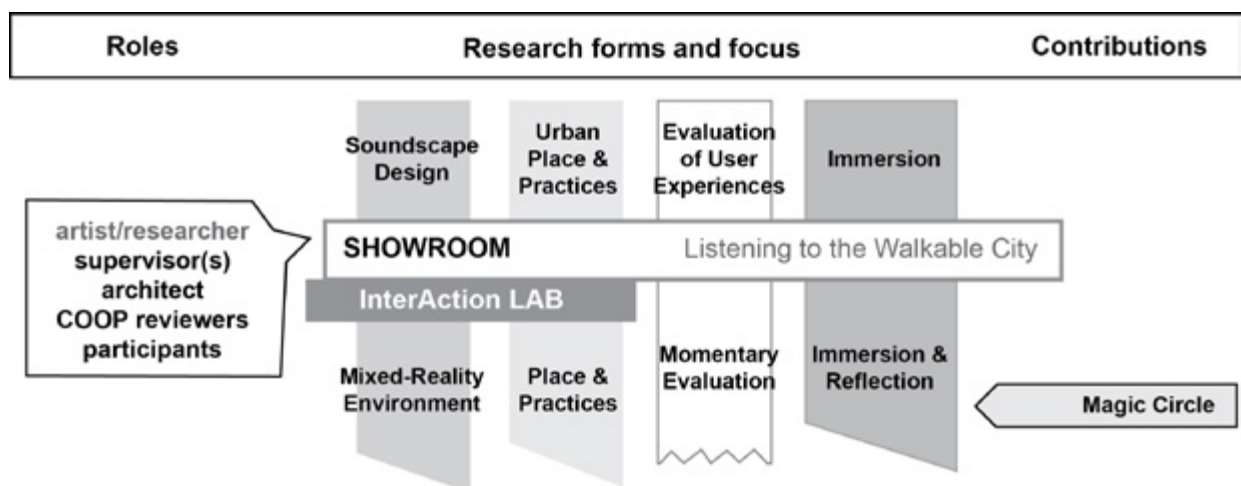 Roles
Research forms and focus
Contributions
Soundscape
Design
Urban
Place &
Practices
Evaluation
of User
Experiences
Immersion
artist/researcher
supervisor(s)
architect
COOP reviewers
participants
SHOWROOM
Listening to the Walkable City
InterAction LAB
Mixed-Reality
Environment
Place &
Practices
Momentary
Evaluation
Immersion &
Reflection
Magic Circle